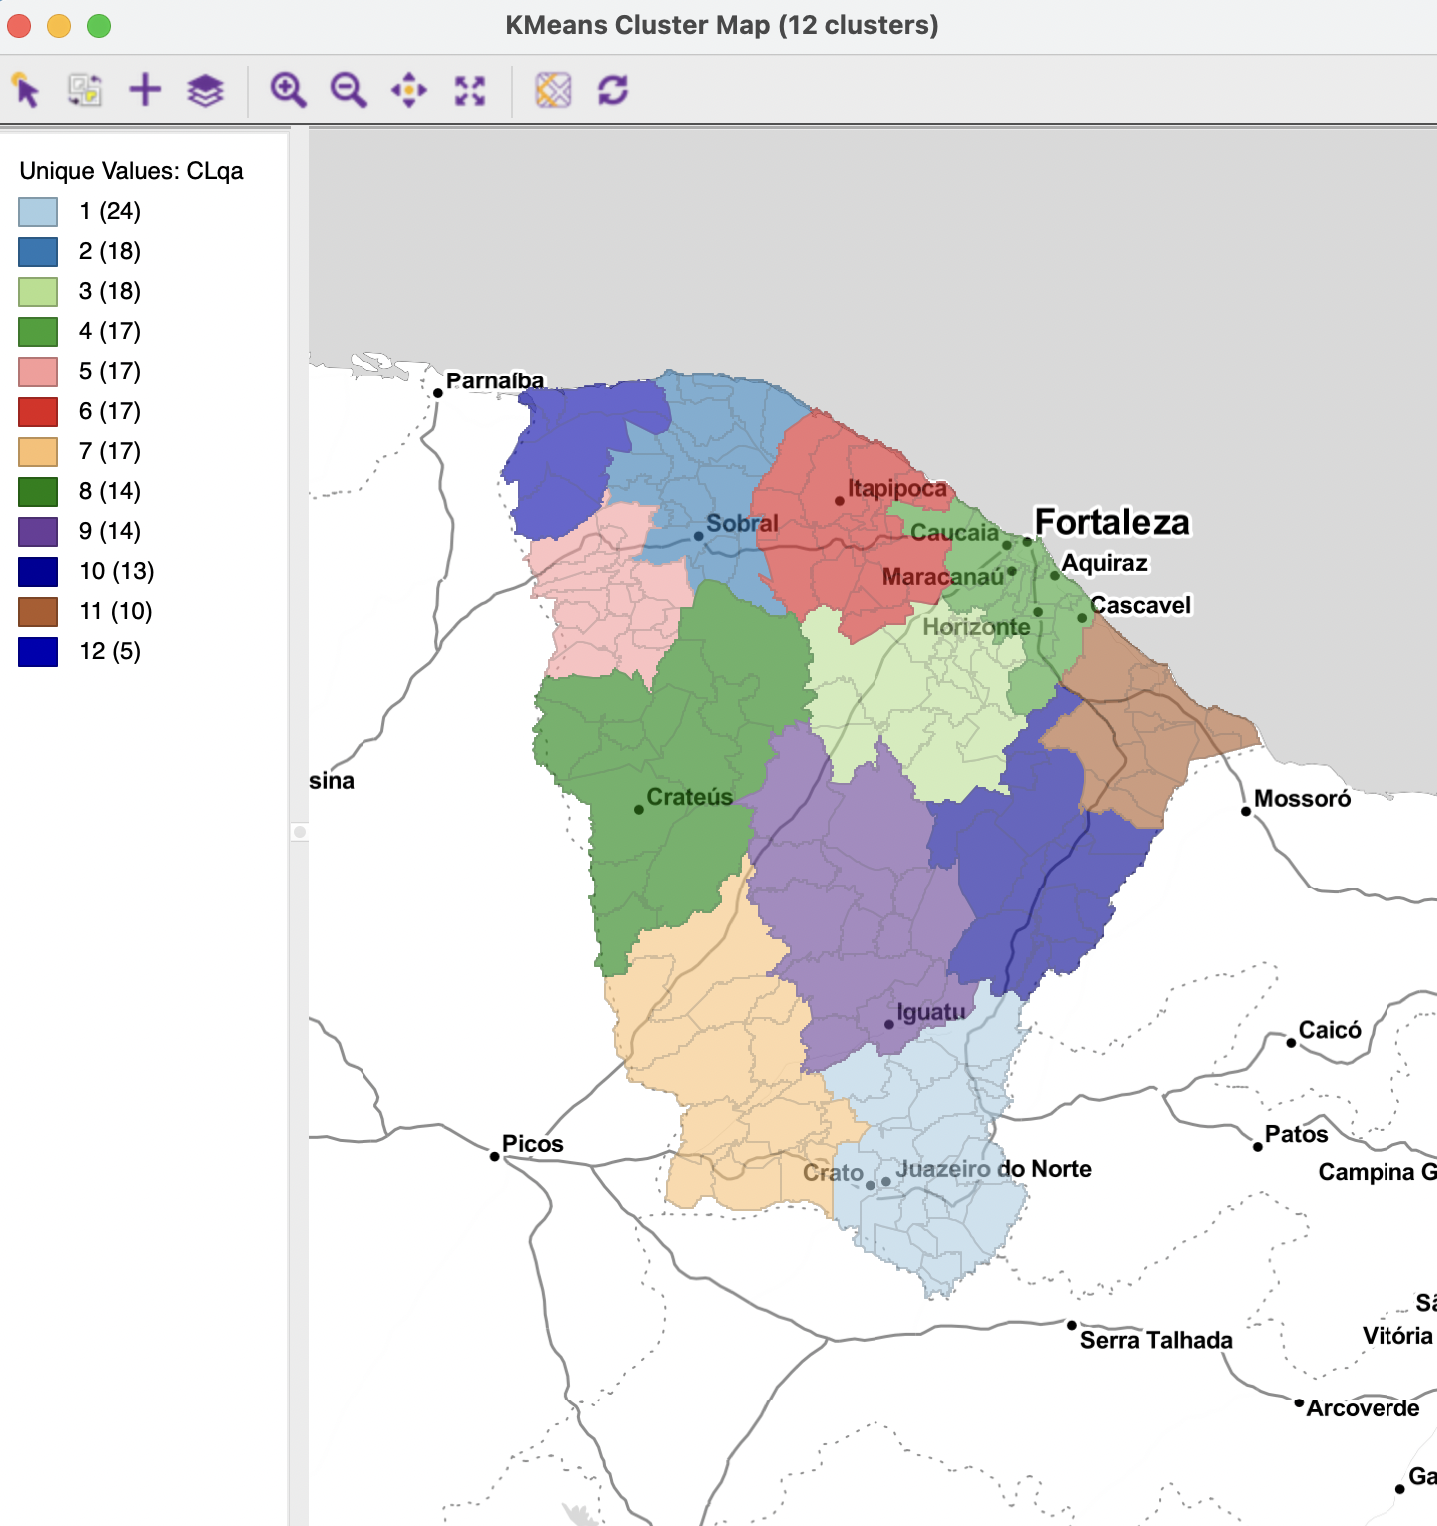 KMeans Cluster Map (12 clusters)
Unique Values: CLqa
1 (24)
2 (18)
3 (18)
4 (17)
5 (17)
6 (17)
7 (17)
8 (14)
9 (14)
10 (13)
11 (10)
12 (5)
Parnaíba
Itapipoca
Sobral
Fortaleza
Caucaia
Aquiraz
Maracanaú
Cascavel
Horizonte
sina
Crateús
Mossoró
Iguatu
Caicó
Picos
Patos
Crato
Juazeiro do Norte
Campina G
Serra Talhada
Vitória
Arcoverde
Ga